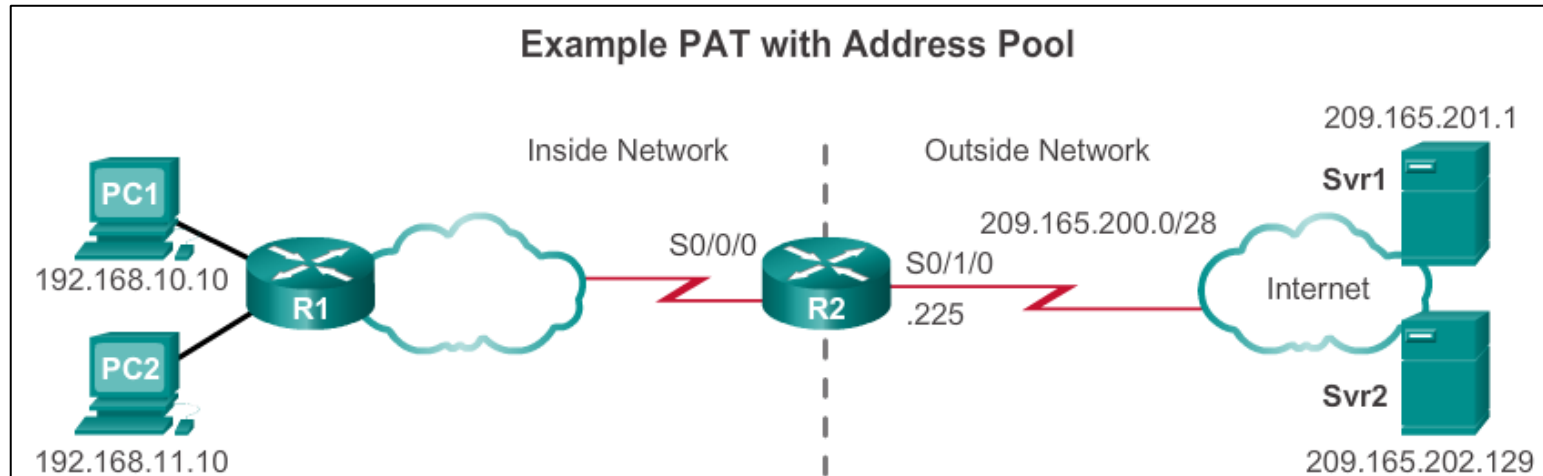 Example PAT with Address Pool
Inside Network
Outside Network
209.165.201.1
Svr1
PC1
192.168.10.10
R1
S0/0/0
R2
209.165.200.0/28
S0/1/0
.225
Internet
PC2
192.168.11.10
Svr2
209.165.202.129